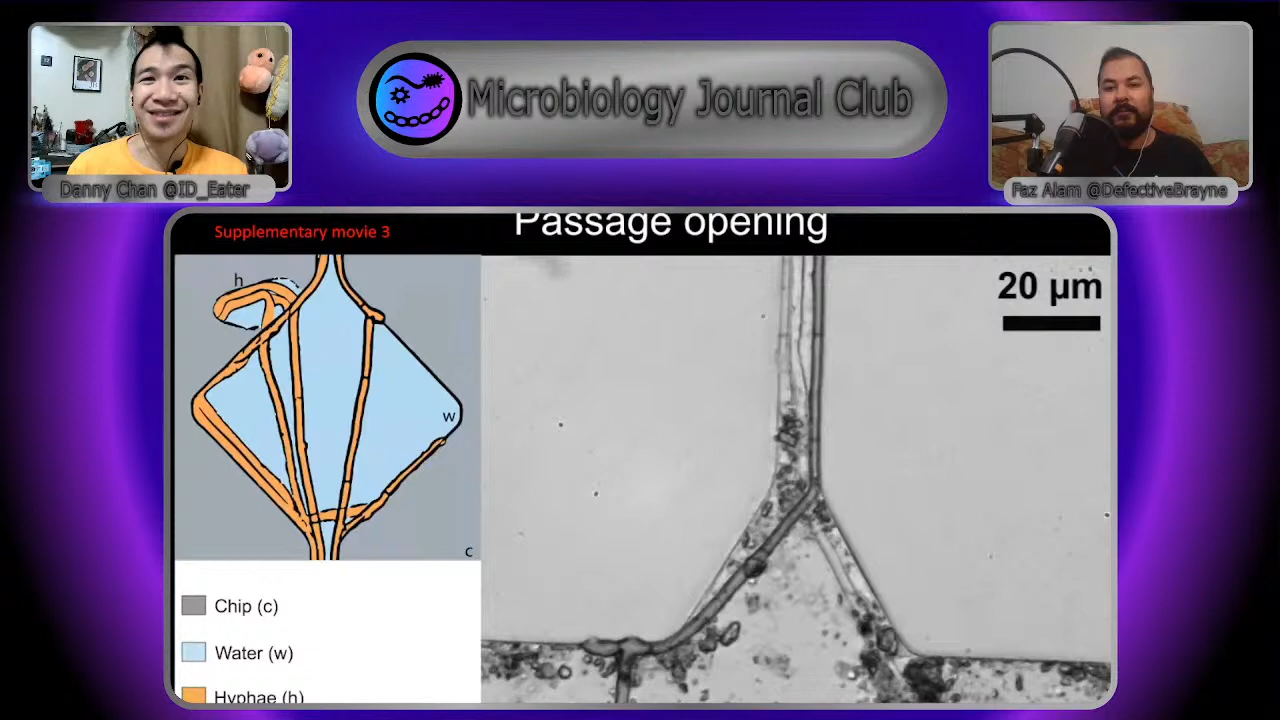 Microbiology Journal Club
Danny Chan @ID_Eater
Faz Alam @DefectiveBrayne
Supplementary movie 3
Passage opening
h
w
c
20 µm
Chip (c)
Water (w)
Hyphae (h)